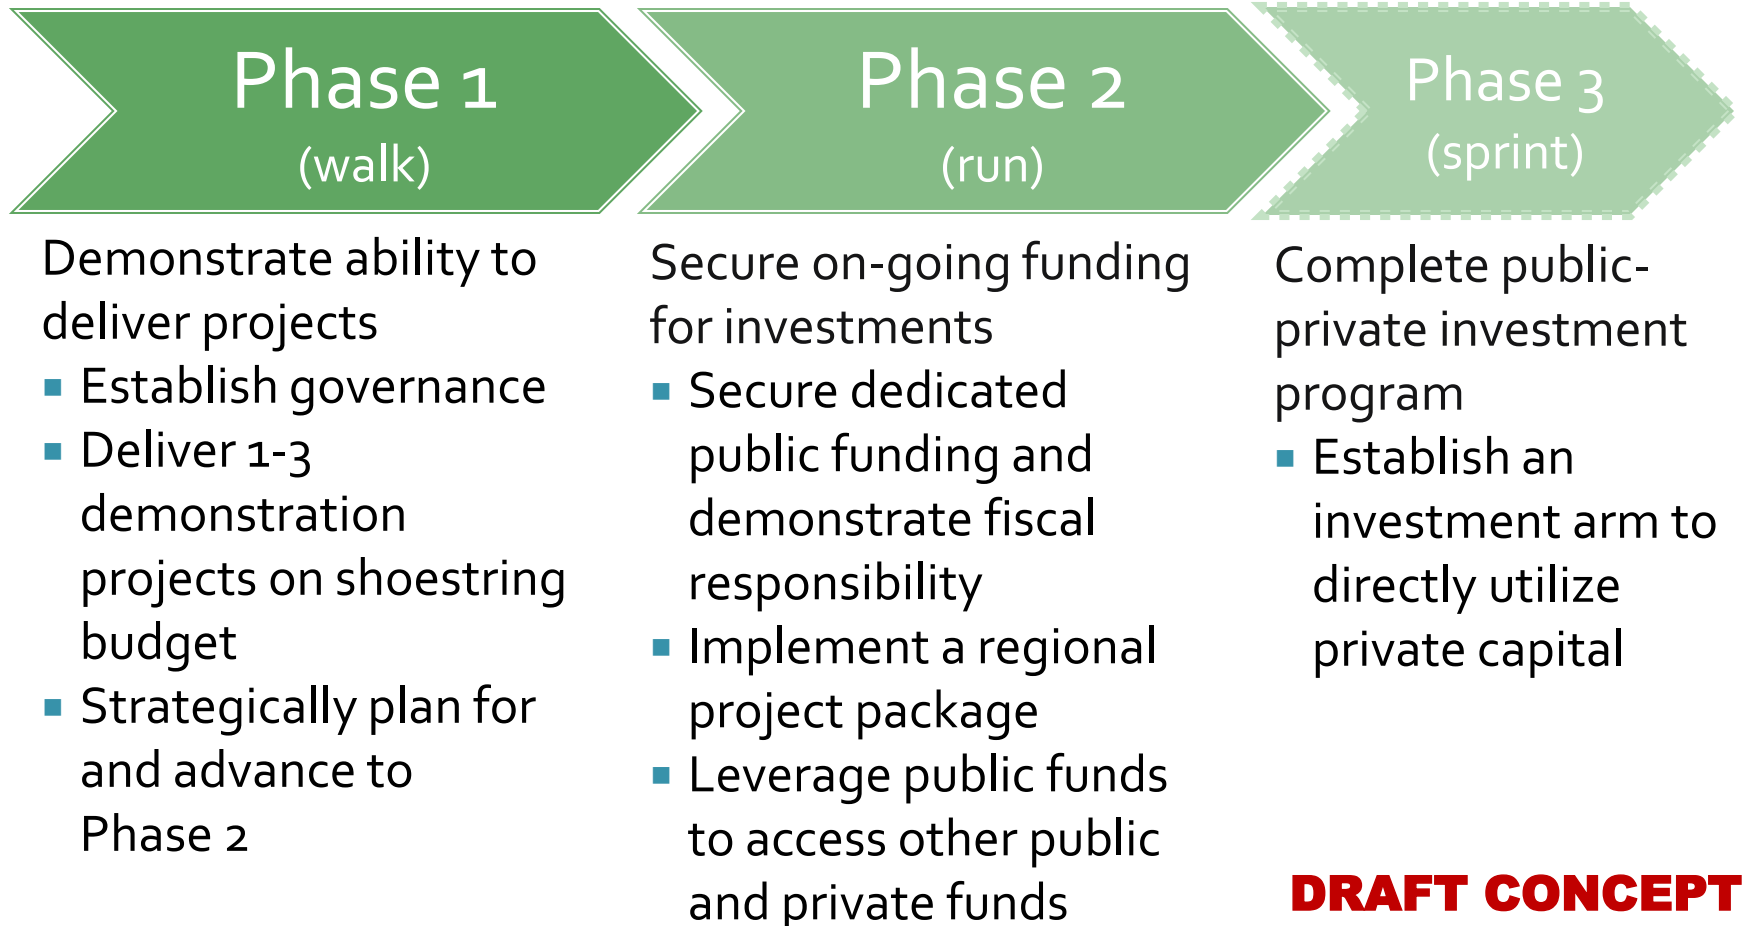 Phase 1
(walk)
Demonstrate ability to
deliver projects
Establish governance
Deliver 1-3
demonstration
projects on shoestring
budget
Strategically plan for
and advance to
Phase 2
Phase 2
(run)
Secure on-going funding
for investments
Secure dedicated
public funding and
demonstrate fiscal
responsibility
Implement a regional
project package
Leverage public funds
to access other public
and private funds
Phase 3
(sprint)
Complete public-
private investment
program
Establish an
investment arm to
directly utilize
private capital
DRAFT CONCEPT